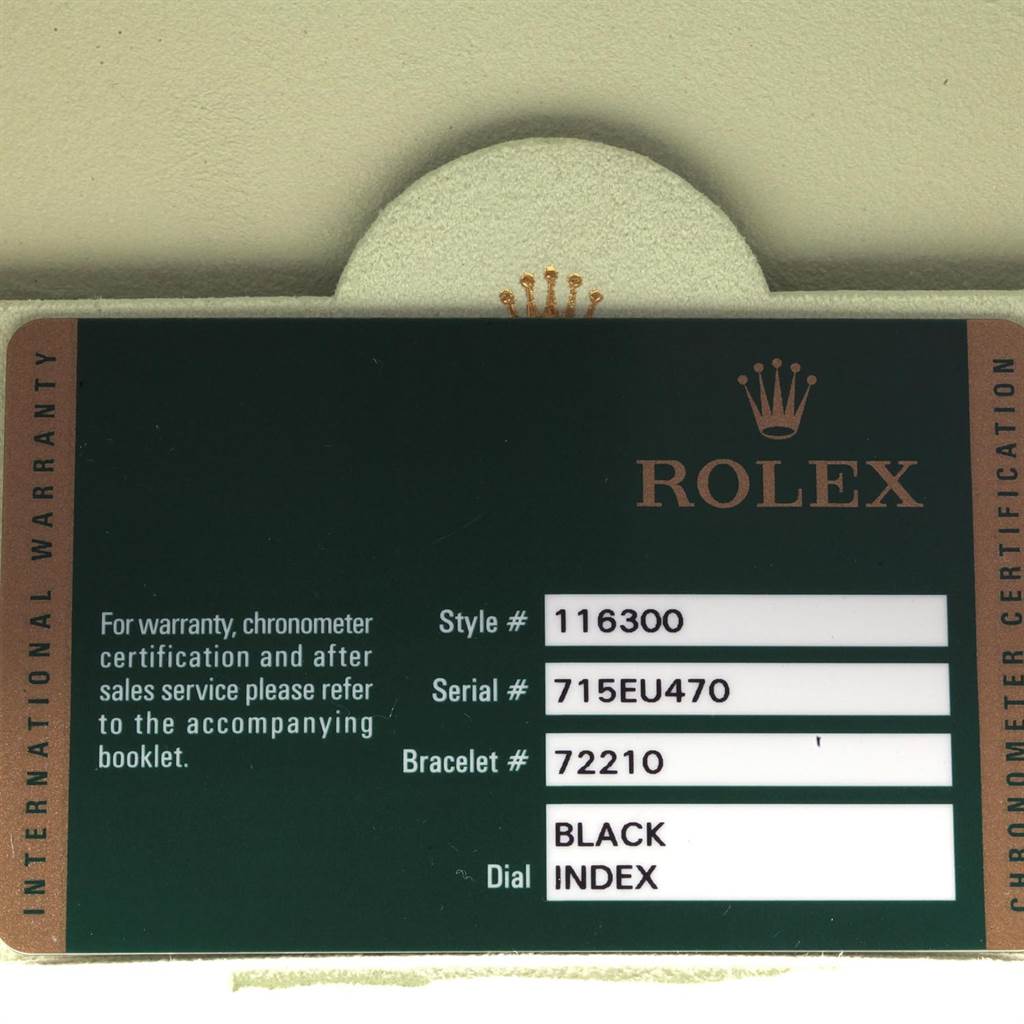 INTERNATIONAL WARRANTY
ROLEX
For warranty, chronometer
certification and after
sales service please refer
to the accompanying
booklet.
Style # 116300
Serial # 715EU470
Bracelet # 72210
Dial BLACK
INDEX
CHRONOMETER CERTIFICATION